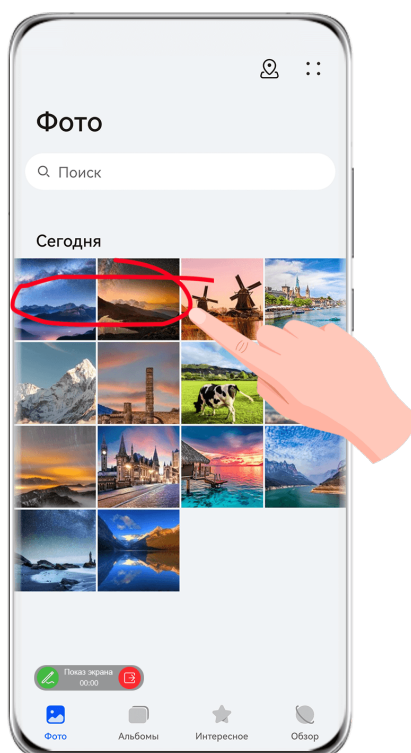 Фото
Поиск
Сегодня
Показ экрана
00:00
Фото
Альбомы
Интересное
Обзор